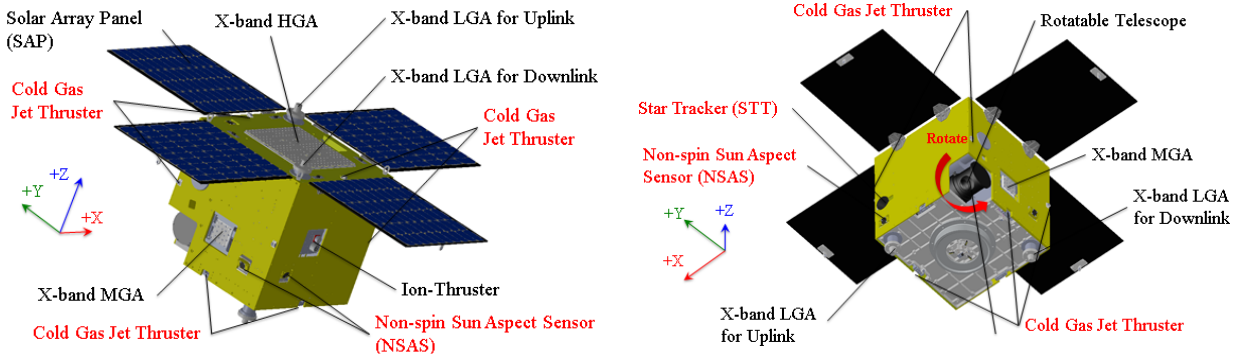 Solar Array Panel
(SAP)
X-band HGA
X-band LGA for Uplink
X-band LGA for Downlink
Cold Gas
Jet Thruster
Cold Gas
Jet Thruster
+Z
+Y
+X
X-band MGA
Ion-Thruster
Cold Gas Jet Thruster
Non-spin Sun Aspect Sensor
(NSAS)
Cold Gas Jet Thruster
Rotatable Telescope
Star Tracker (STT)
Rotate
Non-spin Sun Aspect
Sensor (NSAS)
X-band MGA
X-band LGA
for Downlink
+Y
+Z
+X
X-band LGA
for Uplink
Cold Gas Jet Thruster